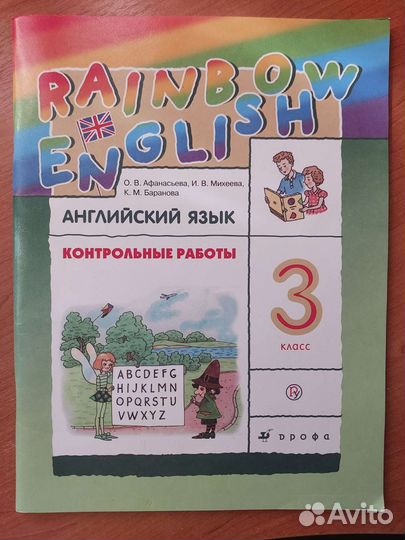 RAINBOW
ENGLISH
О. В. Афанасьева, И. В. Михеева,
К. М. Баранова
АНГЛИЙСКИЙ ЯЗЫК
КОНТРОЛЬНЫЕ РАБОТЫ
3
КЛАСС
ABCDEFG
HIJKLMN
OPQRSTU
VWXYZ
дрофа
Avito